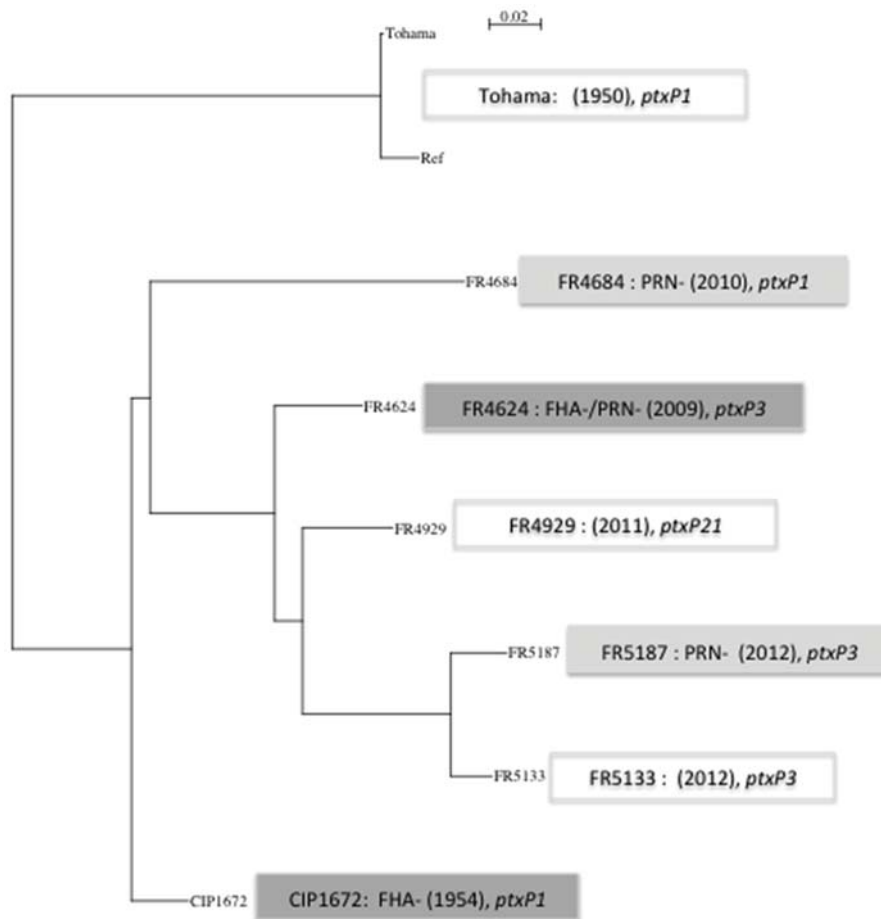 0.02
Tohama
Tohama: (1950), ptxP1
Ref
FR4684
FR4684 : PRN- (2010), ptxP1
FR4624
FR4624 : FHA-/PRN- (2009), ptxP3
FR4929
FR4929 : (2011), ptxP21
FR5187
FR5187 : PRN- (2012), ptxP3
FR5133
FR5133 : (2012), ptxP3
CIP1672
CIP1672: FHA- (1954), ptxP1